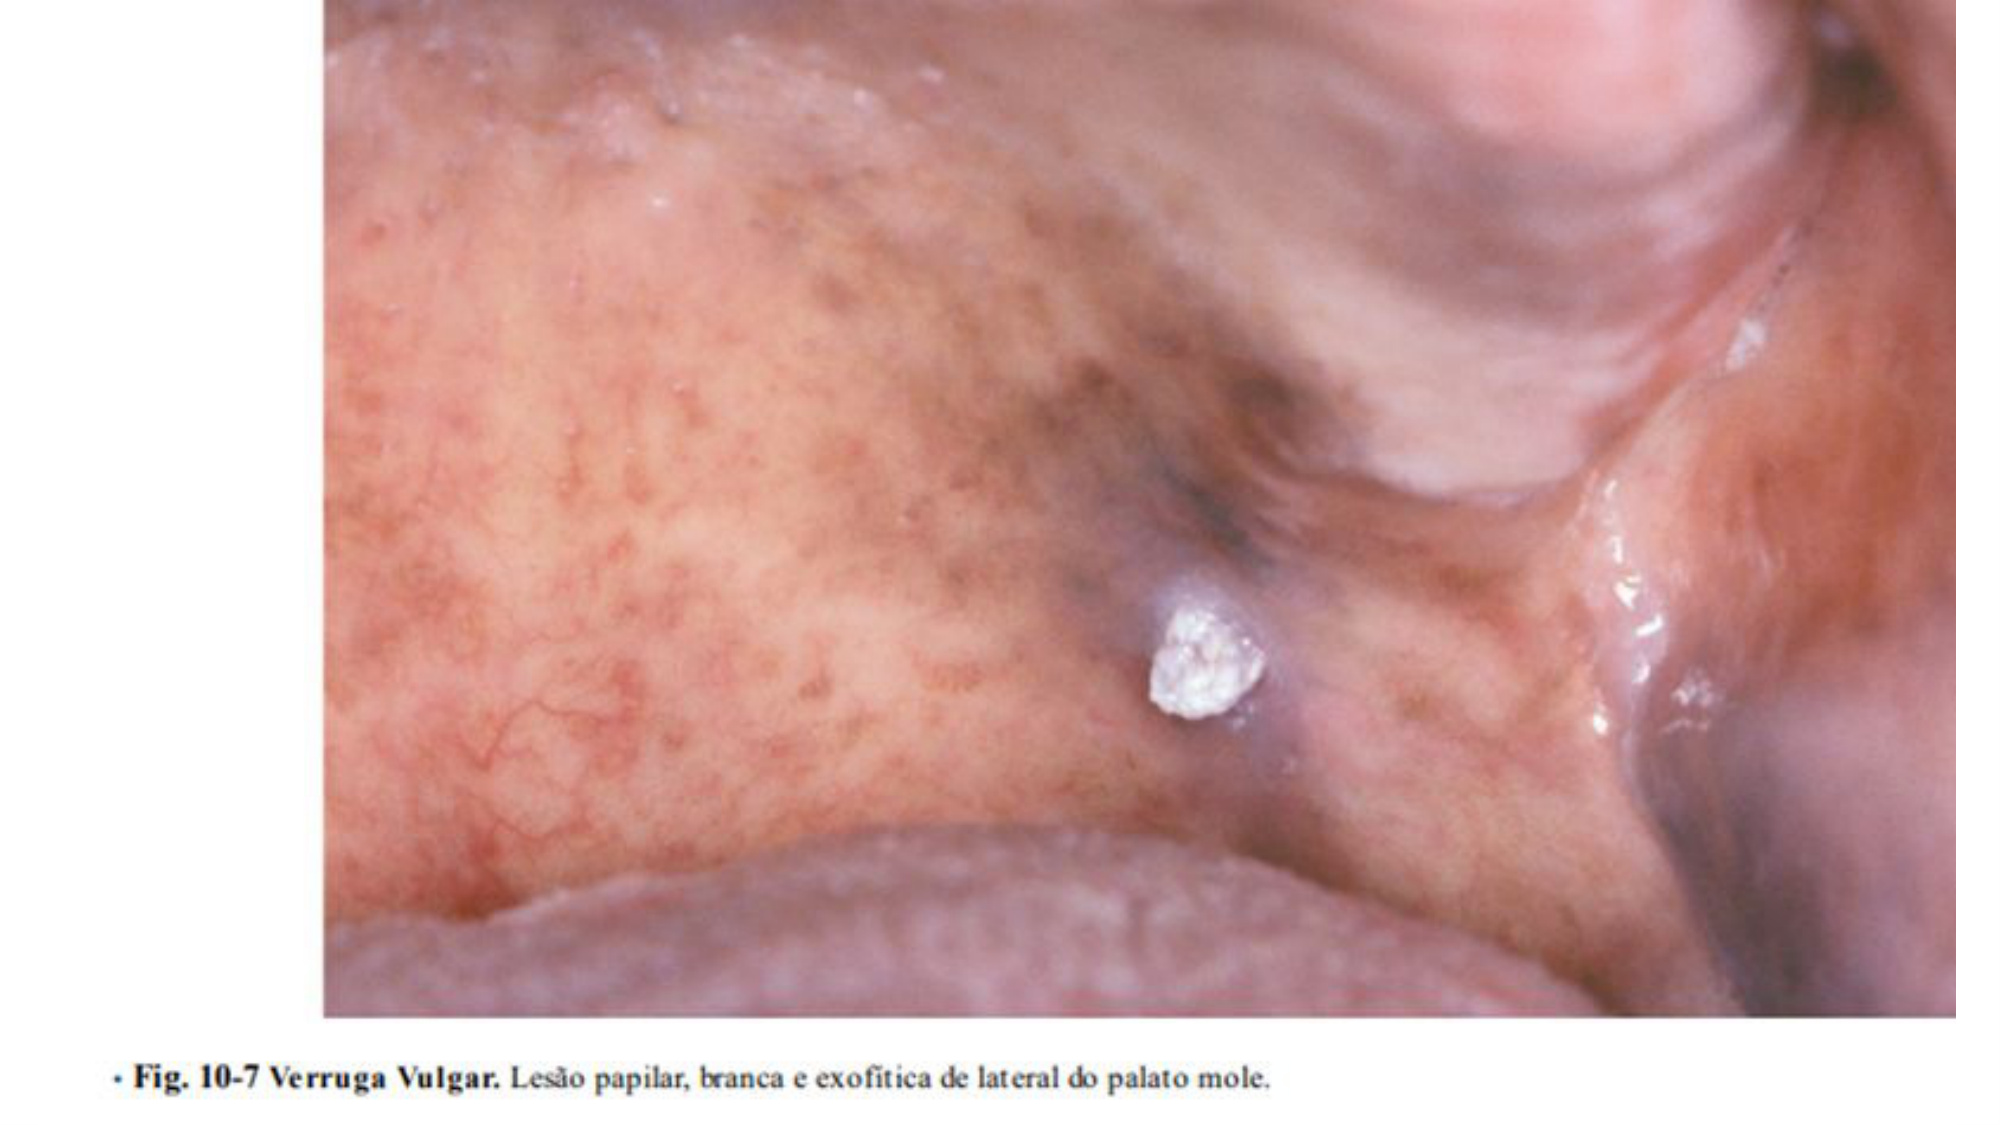 • Fig. 10-7 Verruga Vulgar. Lesão papilar, branca e exofítica de lateral do palato mole.